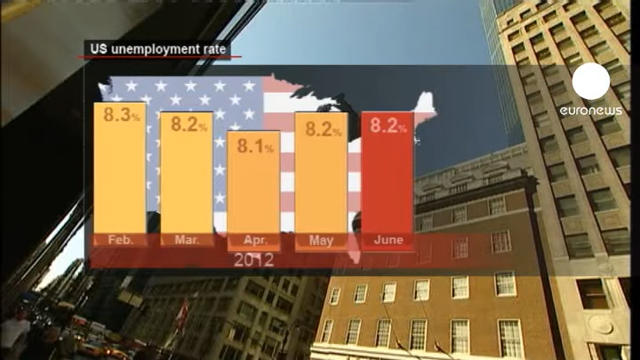 US unemployment rate
euronews
8.3%
8.2%
8.1%
8.2%
8.2%
Feb.
Mar.
Apr.
May
June
2012